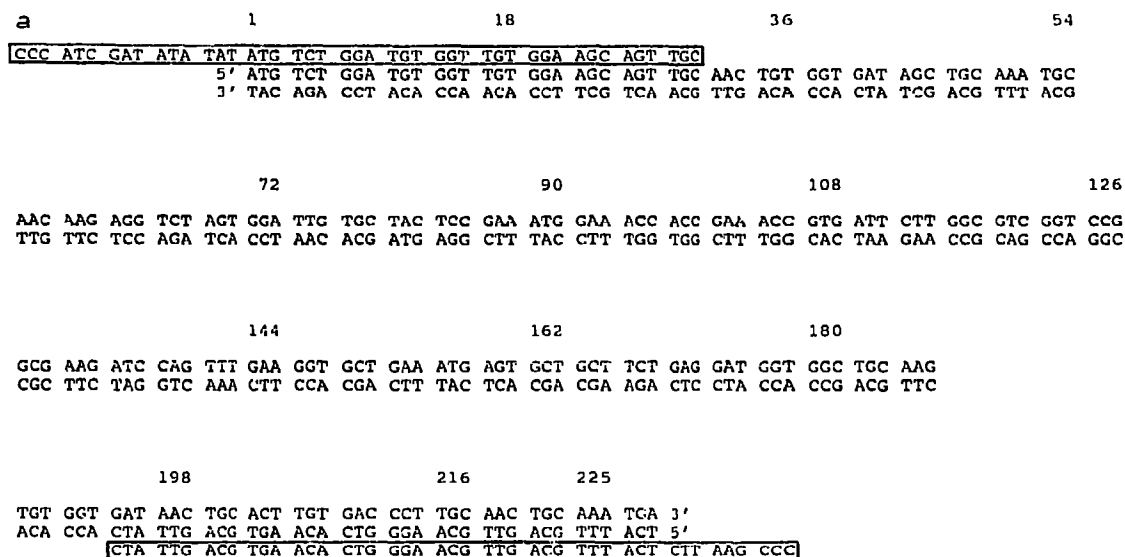 a 1 18 36 54
CCC ATC GAT ATA TAT ATG TCT GGA TGT GGT TGT GGA AGC AGT TGC
5' ATG TCT GGA TGT GGT TGT GGA AGC AGT TGC AAC TGT GGT GAT AGC TGC AAA TGC
3' TAC AGA CCT ACA CCA ACA CCT TCG TCA ACG TTG ACA CCA CTA TCG ACG TTT ACG
72 90 108 126
AAC AAG AGG TCT AGT GGA TTG TGC TAC TCC GAA ATG GAA ACC ACC GAA ACC GTG ATT CTT GGC GTC GGT CCG
TTG TTC TCC AGA TCA CCT AAC ACG ATG AGG CTT TAC CTT TGG TGG CTT TGG CAC TAA GAA CCG CAG CCA GGC
144 162 180
GCG AAG ATC CAG TTT GAA GGT GCT GAA ATG AGT GCT GCT TCT GAG GAT GGT GGC TGC AAG
CGC TTC TAG GTC AAA CTT CCA CGA CTT TAC TCA CGA CGA AGA CTC CTA CCA CCG ACG TTC
198 216 225
TGT GGT GAT AAC TGC ACT TGT GAC CCT TGC AAC TGC AAA TGA 3'
ACA CCA CTA TTG ACG TGA ACA CTG GGA ACG TTG ACG TTT ACT 5'
CTA TTG ACG TGA ACA CTG GGA ACG TTG ACG TTT ACT CTT AAG CCC